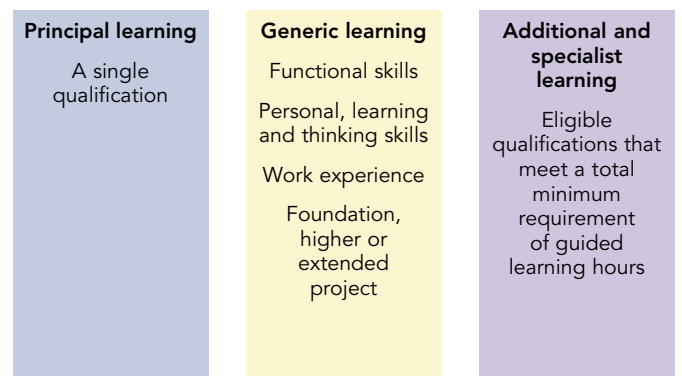 Principal learning
A single
qualification
Generic learning
Functional skills
Personal, learning
and thinking skills
Work experience
Foundation,
higher or
extended
project
Additional and
specialist
learning
Eligible
qualifications that
meet a total
minimum
requirement
of guided
learning hours